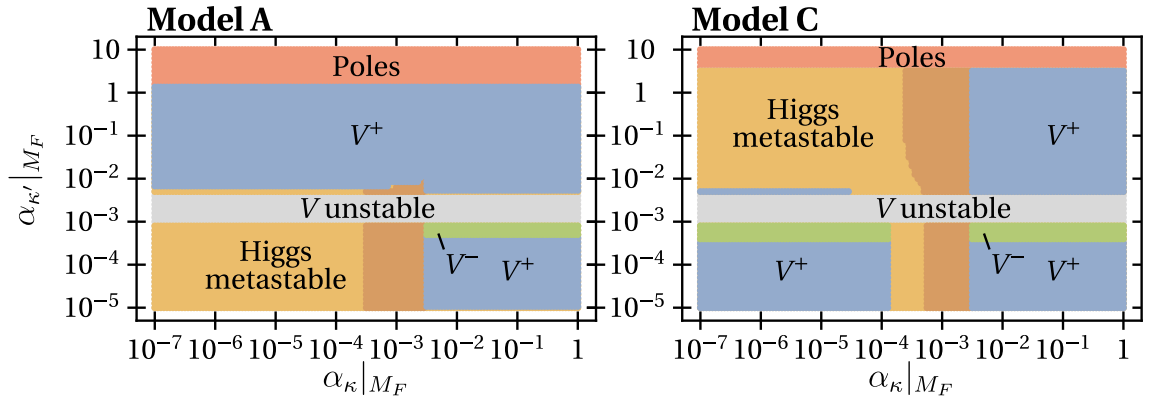 Model A
Model C
10
1
10⁻¹
10⁻²
10⁻³
10⁻⁴
10⁻⁵
α_κ′|_{M_F}
Poles
V⁺
V unstable
Higgs
metastable
V⁻
V⁺
10⁻⁷ 10⁻⁶ 10⁻⁵ 10⁻⁴ 10⁻³ 10⁻² 10⁻¹ 1
α_κ|_{M_F}
Poles
Higgs
metastable
V⁺
V unstable
V⁺
V⁻
V⁺
10⁻⁷ 10⁻⁶ 10⁻⁵ 10⁻⁴ 10⁻³ 10⁻² 10⁻¹ 1
α_κ|_{M_F}